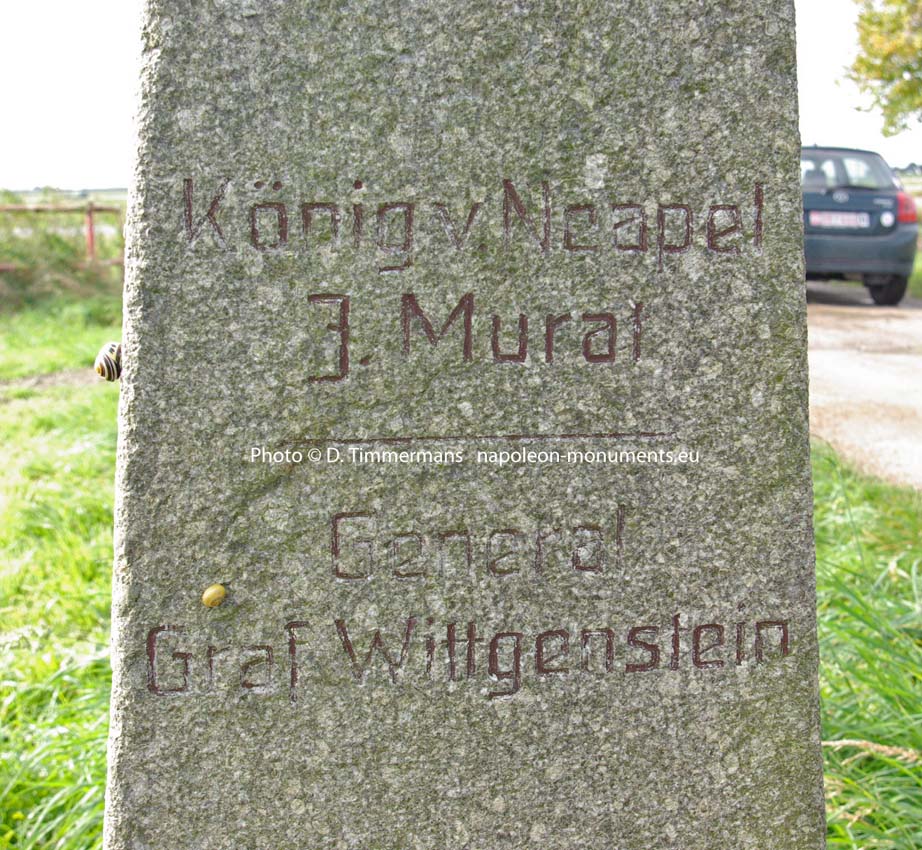 König v. Neapel
J. Murat
Photo © D. Timmermans napoleon-monuments.eu
General
Graf Wittgenstein